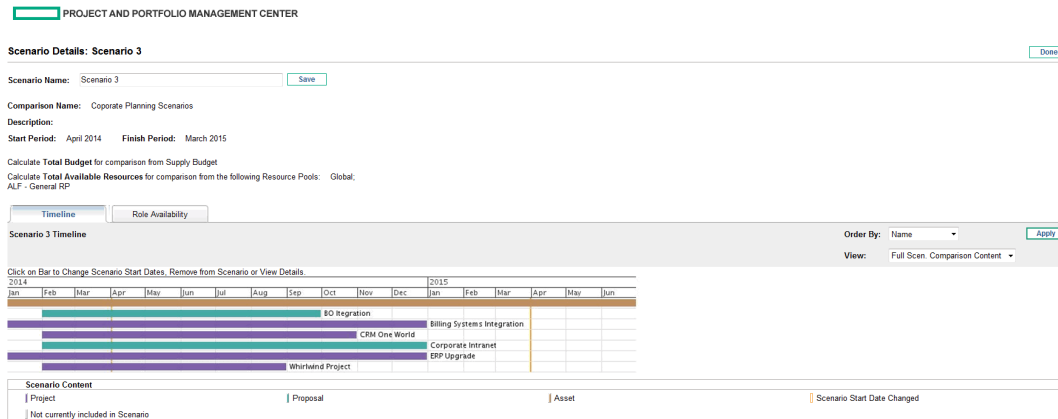 PROJECT AND PORTFOLIO MANAGEMENT CENTER
Scenario Details: Scenario 3
Done
Scenario Name: Scenario 3 Save
Comparison Name: Coporate Planning Scenarios
Description:
Start Period: April 2014 Finish Period: March 2015
Calculate Total Budget for comparison from Supply Budget
Calculate Total Available Resources for comparison from the following Resource Pools: Global;
ALF - General RP
Timeline Role Availability
Scenario 3 Timeline Order By: Name Apply
View: Full Scen. Comparison Content
Click on Bar to Change Scenario Start Dates, Remove from Scenario or View Details.
2014 2015
Jan Feb Mar Apr May Jun Jul Aug Sep Oct Nov Dec Jan Feb Mar Apr May Jun
BO Itegration
Billing Systems Integration
CRM One World
Corporate Intranet
ERP Upgrade
Whirlwind Project
Scenario Content
Project Proposal Asset Scenario Start Date Changed
Not currently included in Scenario